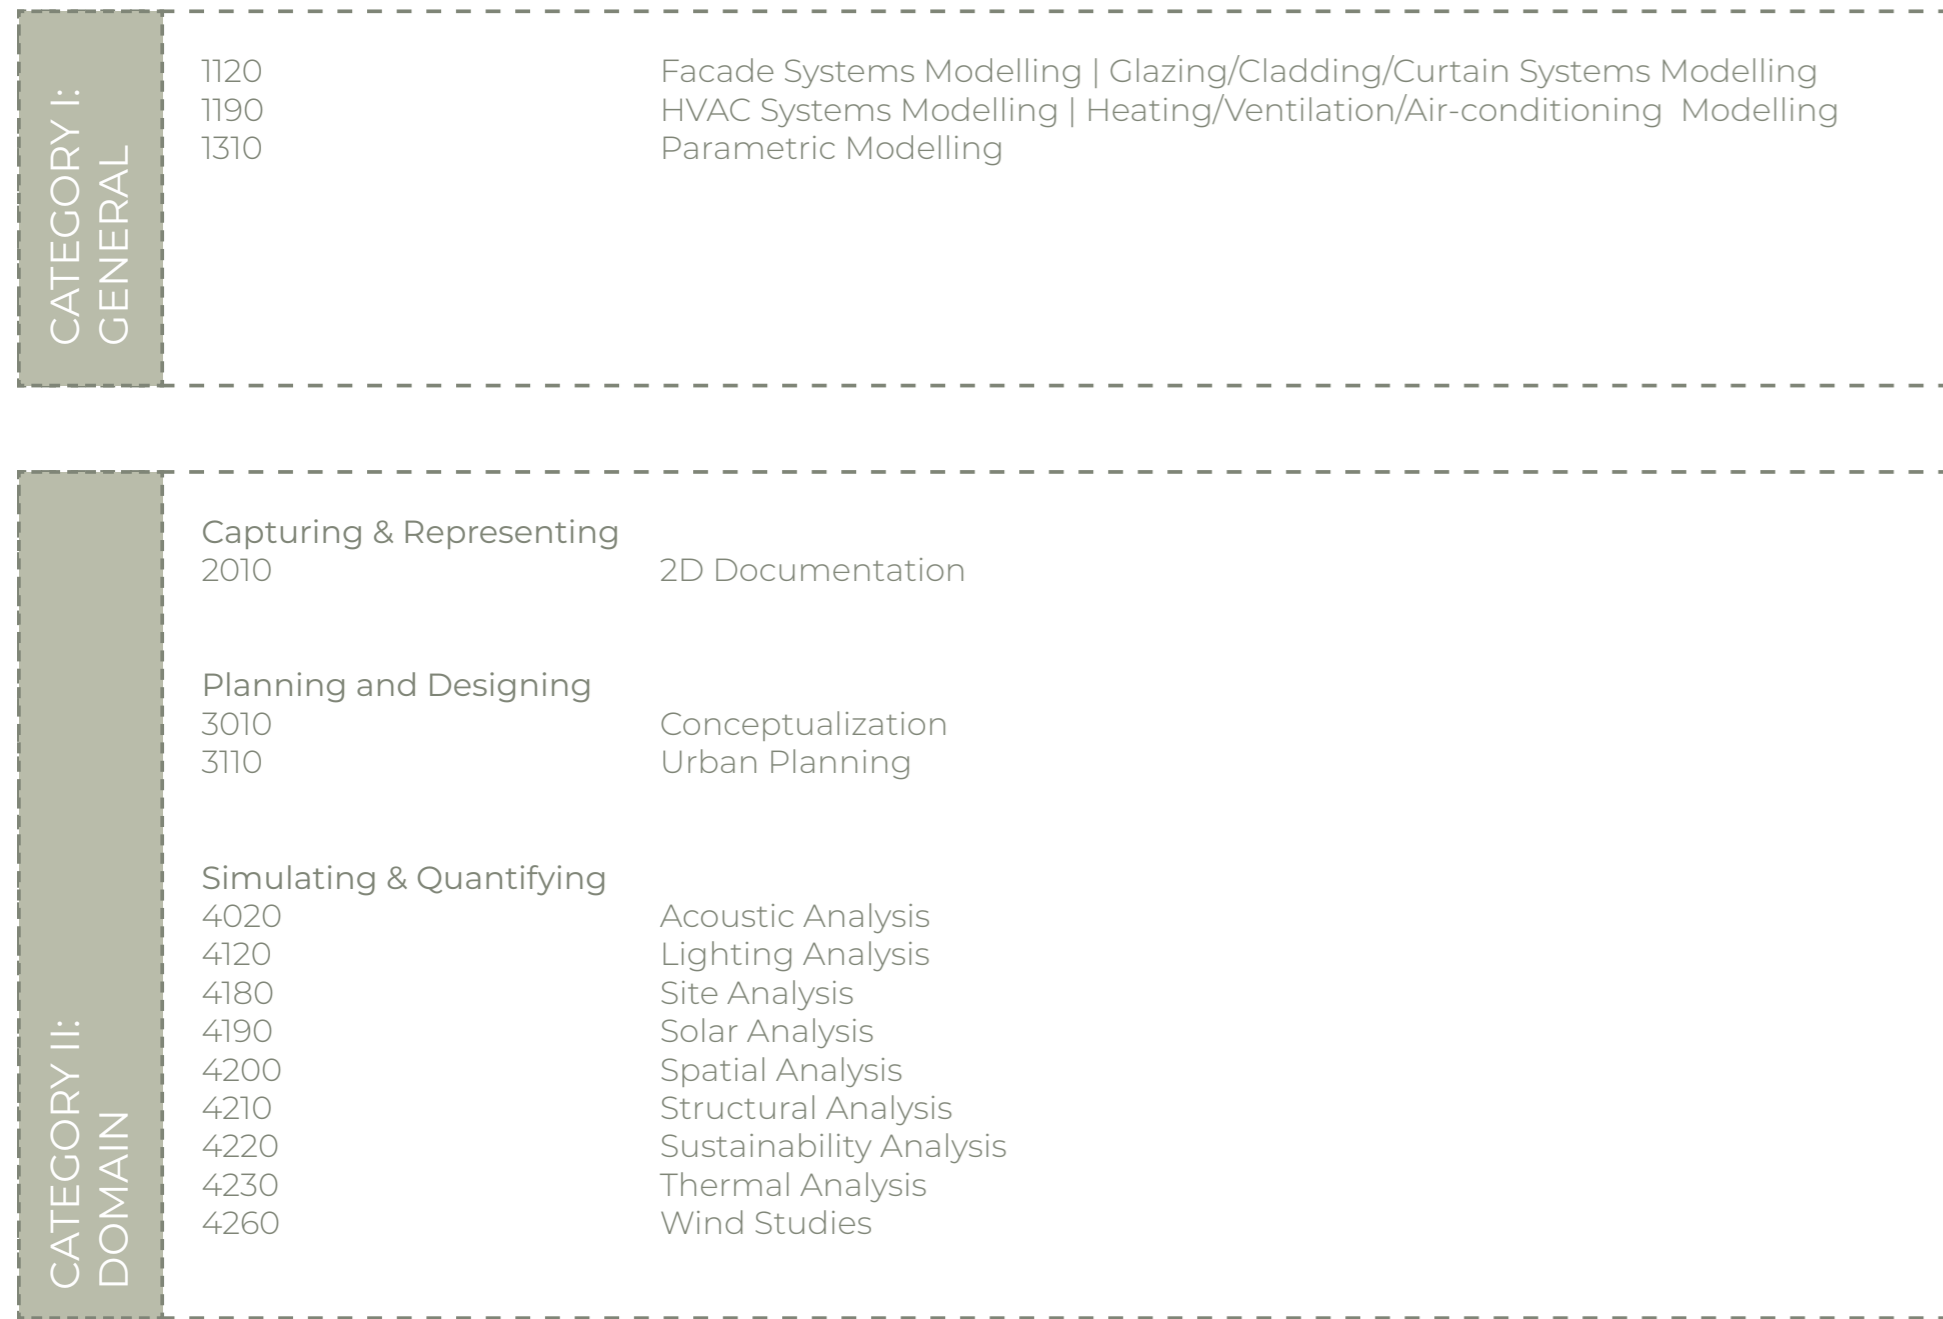 CATEGORY I:
GENERAL
1120 Facade Systems Modelling | Glazing/Cladding/Curtain Systems Modelling
1190 HVAC Systems Modelling | Heating/Ventilation/Air-conditioning  Modelling
1310 Parametric Modelling
CATEGORY II:
DOMAIN
Capturing & Representing
2010 2D Documentation
Planning and Designing
3010 Conceptualization
3110 Urban Planning
Simulating & Quantifying
4020 Acoustic Analysis
4120 Lighting Analysis
4180 Site Analysis
4190 Solar Analysis
4200 Spatial Analysis
4210 Structural Analysis
4220 Sustainability Analysis
4230 Thermal Analysis
4260 Wind Studies